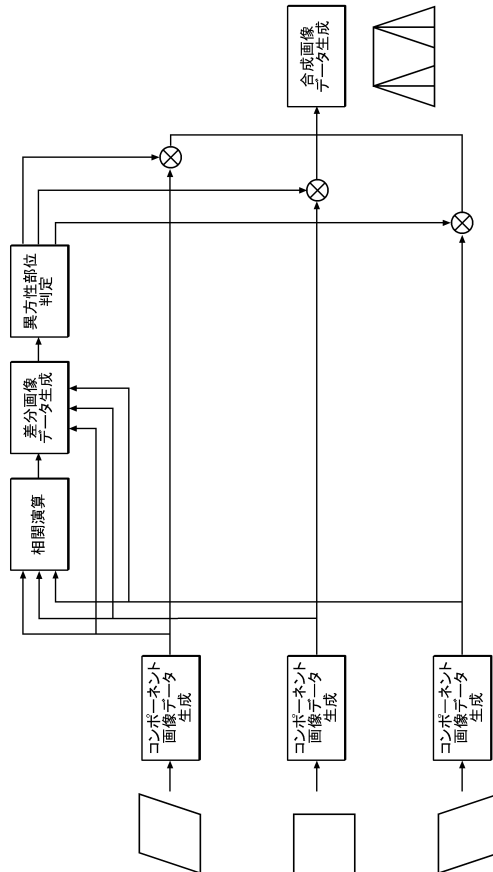 合成画像
データ生成
異方性部位
判定
差分画像
データ生成
相関演算
コンポーネント
画像データ
生成
コンポーネント
画像データ
生成
コンポーネント
画像データ
生成